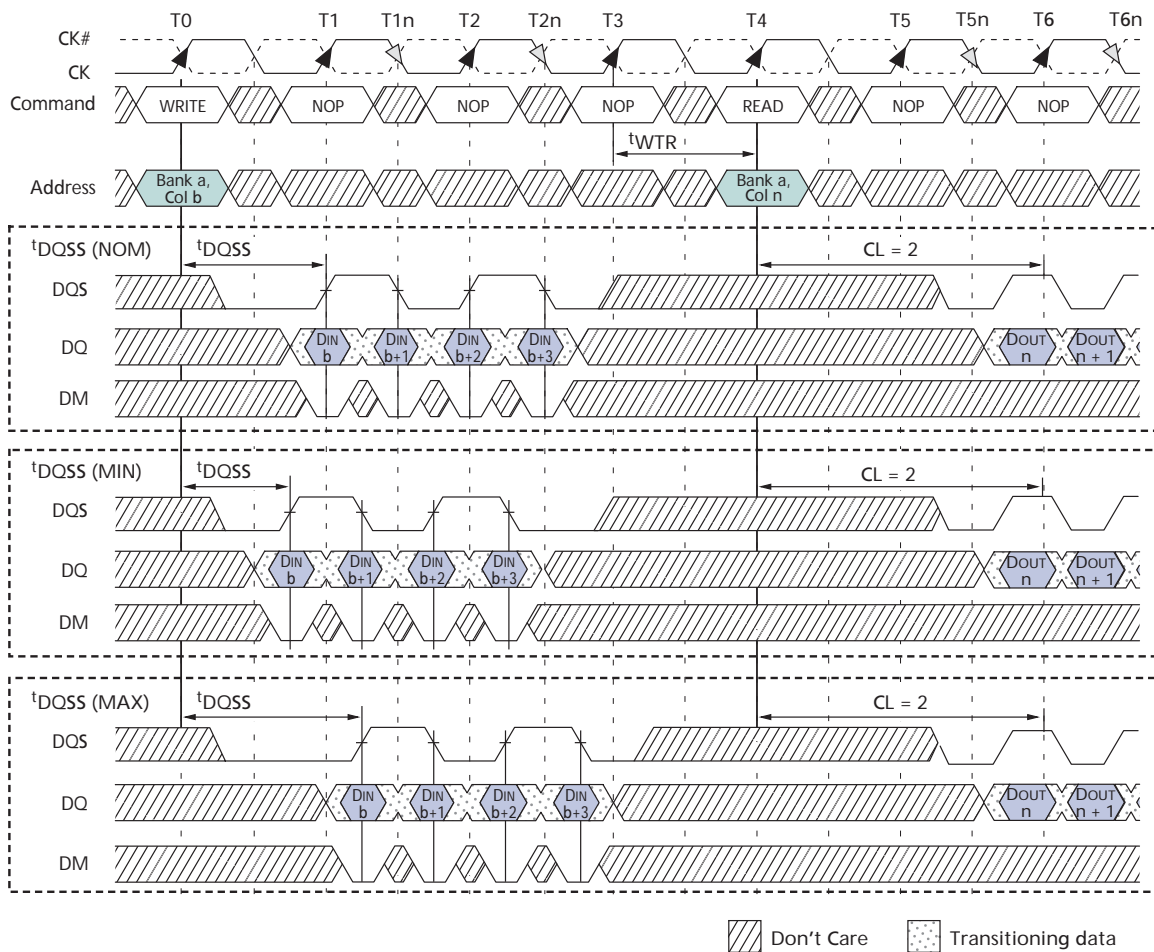 T0 T1 T1n T2 T2n T3 T4 T5 T5n T6 T6n
CK#
CK
Command WRITE NOP NOP NOP READ NOP NOP
tWTR
Address Bank a, Col b Bank a, Col n
tDQSS (NOM) tDQSS CL = 2
DQS
DQ DIN b DIN b+1 DIN b+2 DIN b+3 DOUT n DOUT n + 1
DM
tDQSS (MIN) tDQSS CL = 2
DQS
DQ DIN b DIN b+1 DIN b+2 DIN b+3 DOUT n DOUT n + 1
DM
tDQSS (MAX) tDQSS CL = 2
DQS
DQ DIN b DIN b+1 DIN b+2 DIN b+3 DOUT n DOUT n + 1
DM
Don't Care Transitioning data